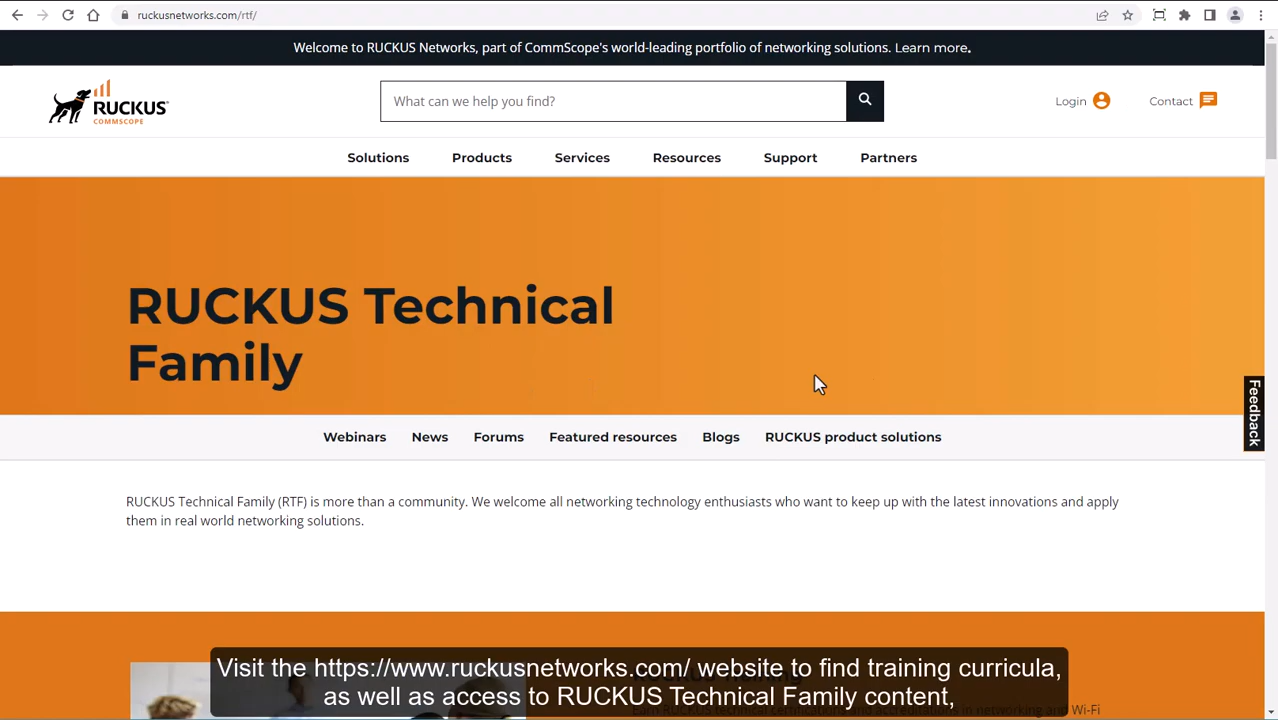 ruckusnetworks.com/rtf/
Welcome to RUCKUS Networks, part of CommScope's world-leading portfolio of networking solutions. Learn more.
RUCKUS
COMMSCOPE
What can we help you find?
Login
Contact
Solutions
Products
Services
Resources
Support
Partners
RUCKUS Technical
Family
Feedback
Webinars
News
Forums
Featured resources
Blogs
RUCKUS product solutions
RUCKUS Technical Family (RTF) is more than a community. We welcome all networking technology enthusiasts who want to keep up with the latest innovations and apply
them in real world networking solutions.
Visit the https://www.ruckusnetworks.com/ website to find training curricula,
as well as access to RUCKUS Technical Family content,